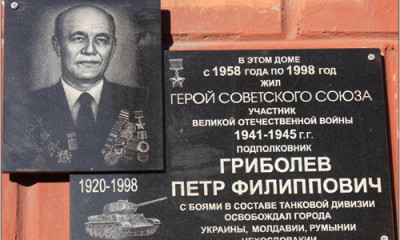 В ЭТОМ ДОМЕ
с 1958 года по 1998 год
ЖИЛ
ГЕРОЙ СОВЕТСКОГО СОЮЗА
УЧАСТНИК
ВЕЛИКОЙ ОТЕЧЕСТВЕННОЙ ВОЙНЫ
1941-1945 г.г.
ПОДПОЛКОВНИК
ГРИБОЛЕВ
ПЕТР ФИЛИППОВИЧ
1920-1998
С БОЯМИ В СОСТАВЕ ТАНКОВОЙ ДИВИЗИИ
ОСВОБОЖДАЛ ГОРОДА
УКРАИНЫ, МОЛДАВИИ, РУМЫНИИ
ЧЕХОСЛОВАКИИ